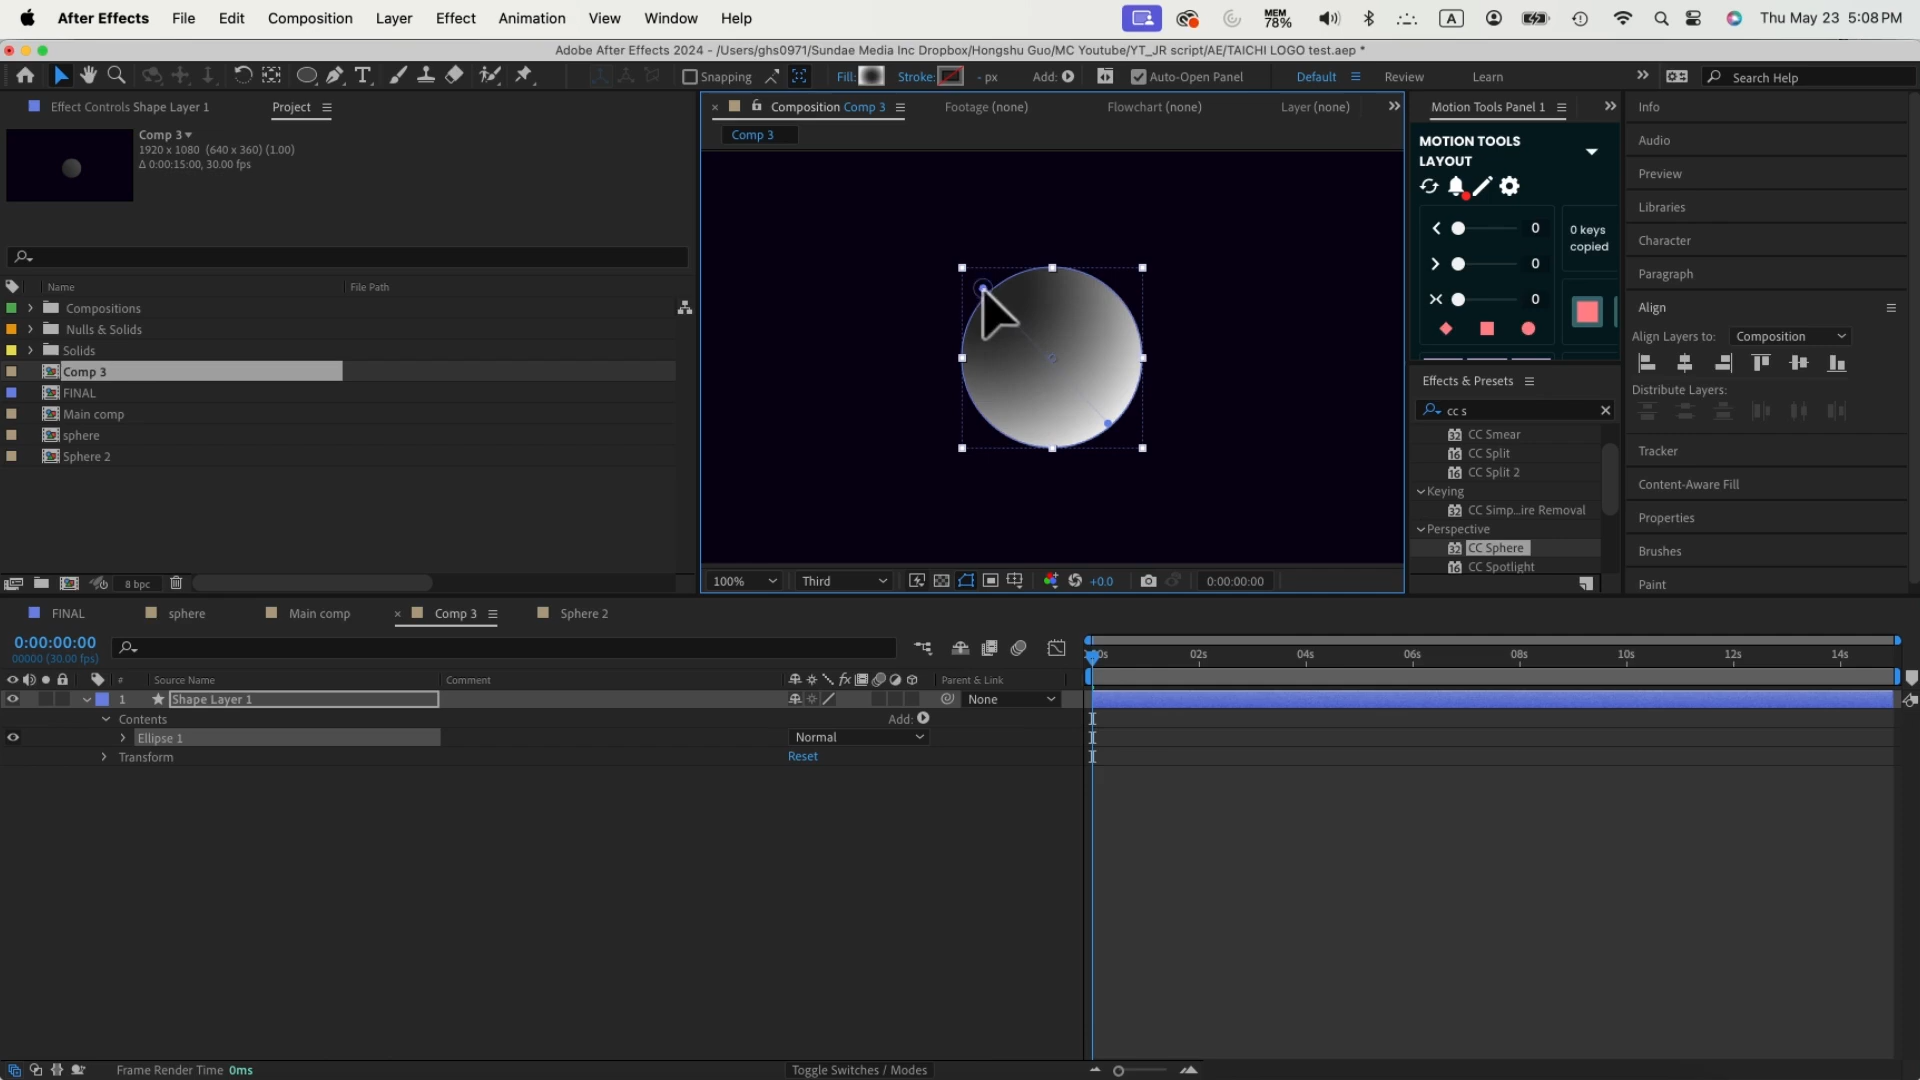 After Effects File Edit Composition Layer Effect Animation View Window Help MEM 78% A Thu May 23 5:08 PM
Adobe After Effects 2024 - /Users/ghs0971/Sundae Media Inc Dropbox/Hongshu Guo/MC Youtube/YT_JR script/AE/TAICHI LOGO test.aep *
T Snapping Fill: Stroke: - px Add: Auto-Open Panel Default Review Learn Search Help
Effect Controls Shape Layer 1 Project
Comp 3
1920 x 1080 (640 x 360) (1.00)
Δ 0:00:15:00, 30.00 fps
Name File Path
Compositions
Nulls & Solids
Solids
Comp 3
FINAL
Main comp
sphere
Sphere 2
8 bpc
Composition Comp 3 Footage (none) Flowchart (none) Layer (none)
Comp 3
100% Third +0.0 0:00:00:00
Motion Tools Panel 1
MOTION TOOLS
LAYOUT
0
0
0
0 keys
copied
Effects & Presets
cc s
CC Smear
CC Split
CC Split 2
Keying
CC Simp...ire Removal
Perspective
CC Sphere
CC Spotlight
Info
Audio
Preview
Libraries
Character
Paragraph
Align
Align Layers to: Composition
Distribute Layers:
Tracker
Content-Aware Fill
Properties
Brushes
Paint
FINAL sphere Main comp Comp 3 Sphere 2
0:00:00:00
00000 (30.00 fps)
02s 04s 06s 08s 10s 12s 14s
# Source Name Comment fx Parent & Link
1 Shape Layer 1 None
Contents Add:
Ellipse 1 Normal
Transform Reset
Frame Render Time 0ms Toggle Switches / Modes